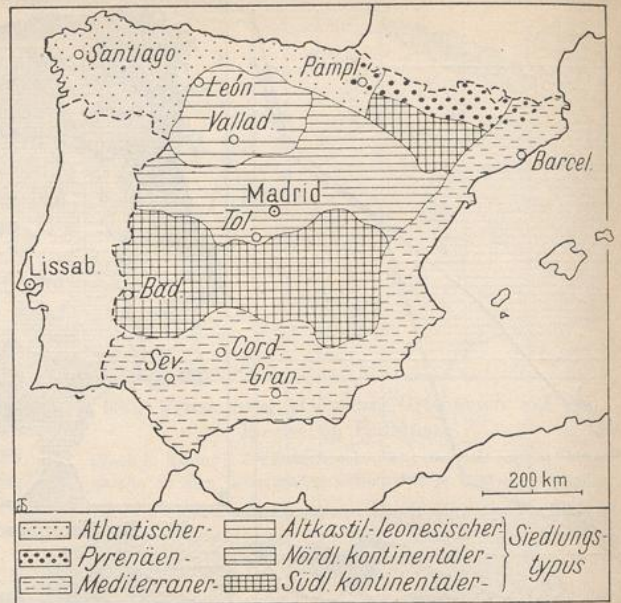 Santiago
Pampl.
León
Vallad.
Barcel.
Madrid
Tol.
Lissab.
Bad.
Cord.
Sev.
Gran
200 km
Atlantischer-
Altkastil.-leonesischer-
Siedlungs-
typus
Pyrenäen-
Nördl. kontinentaler-
Mediterraner-
Südl. kontinentaler-